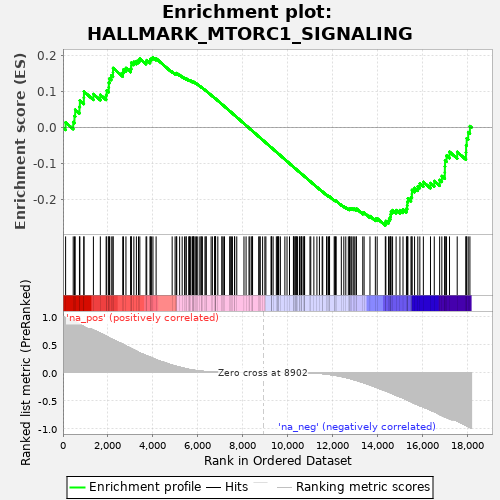 Enrichment plot:
HALLMARK_MTORC1_SIGNALING
Enrichment score (ES)
0.2
0.1
0.0
-0.1
-0.2
Ranked list metric (PreRanked)
1.0
0.5
0.0
-0.5
-1.0
'na_pos' (positively correlated)
Zero cross at 8902
'na_neg' (negatively correlated)
0
2,000
4,000
6,000
8,000
10,000
12,000
14,000
16,000
18,000
Rank in Ordered Dataset
Enrichment profile
Hits
Ranking metric scores